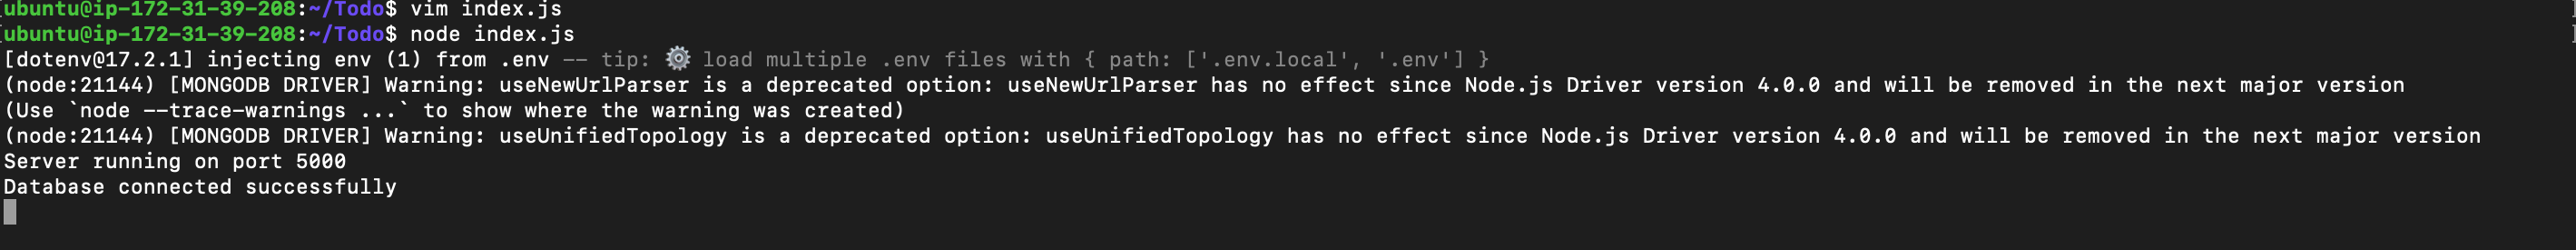 [ubuntu@ip-172-31-39-208:~/Todo$ vim index.js ]
[ubuntu@ip-172-31-39-208:~/Todo$ node index.js ]
[dotenv@17.2.1] injecting env (1) from .env -- tip: ⚙️ load multiple .env files with { path: ['.env.local', '.env'] }
(node:21144) [MONGODB DRIVER] Warning: useNewUrlParser is a deprecated option: useNewUrlParser has no effect since Node.js Driver version 4.0.0 and will be removed in the next major version
(Use `node --trace-warnings ...` to show where the warning was created)
(node:21144) [MONGODB DRIVER] Warning: useUnifiedTopology is a deprecated option: useUnifiedTopology has no effect since Node.js Driver version 4.0.0 and will be removed in the next major version
Server running on port 5000
Database connected successfully